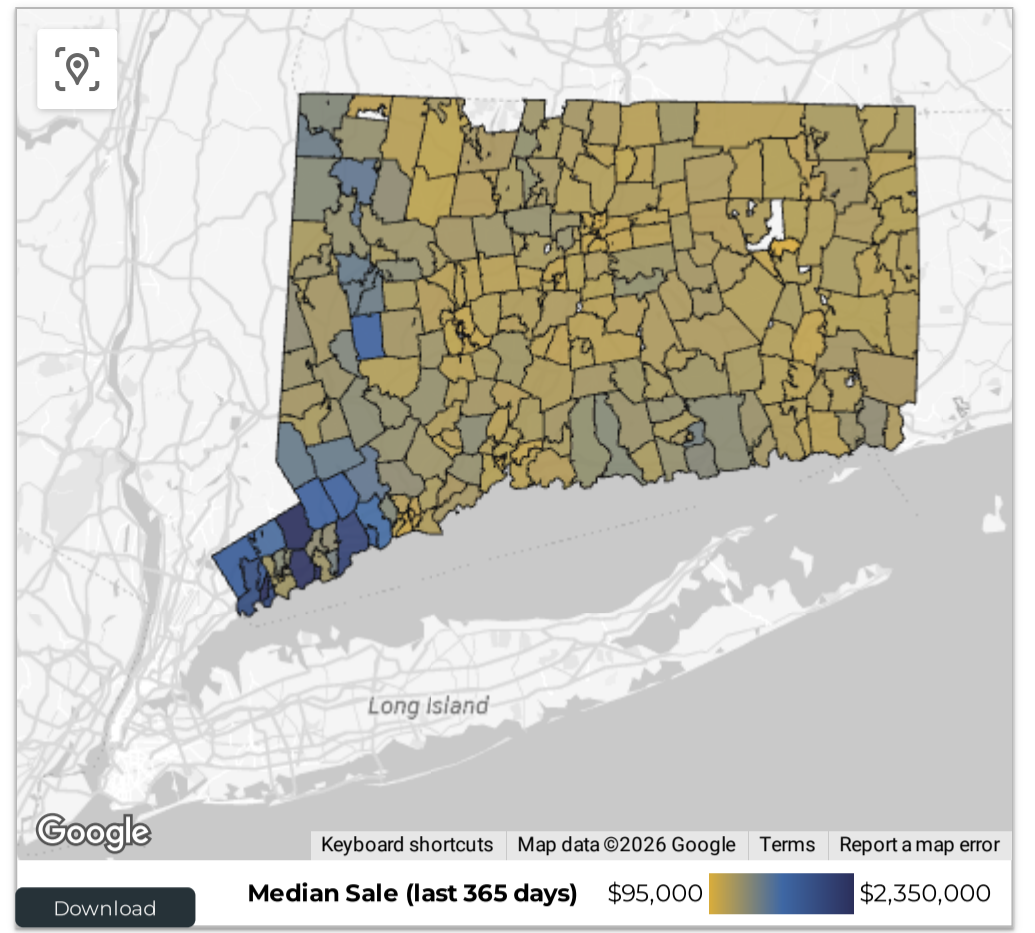 Long Island
Google
Keyboard shortcuts
Map data ©2026 Google
Terms
Report a map error
Download
Median Sale (last 365 days)
$95,000
$2,350,000